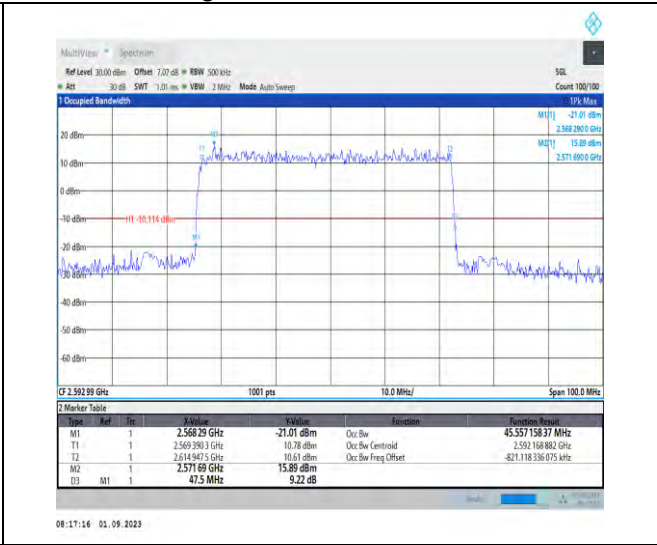 MultiView Spectrum
Ref Level 30.00 dBm Offset 7.07 dB RBW 500 kHz SGL
Att 30 dB SWT 1.01 ms VBW 2 MHz Mode Auto Sweep Count 100/100
1 Occupied Bandwidth 1Pk Max
M1[1] -21.01 dBm
2.568 290 0 GHz
M2[1] 15.89 dBm
2.571 690 0 GHz
20 dBm
M2
T1 T2
10 dBm
0 dBm
-10 dBm H1 -10.114 dBm
D3
M1
-20 dBm
-30 dBm
-40 dBm
-50 dBm
-60 dBm
CF 2.592 99 GHz 1001 pts 10.0 MHz/ Span 100.0 MHz
2 Marker Table
Type Ref Trc X-Value Y-Value Function Function Result
M1 1 2.568 29 GHz -21.01 dBm Occ Bw 45.557 158 37 MHz
T1 1 2.569 390 3 GHz 10.78 dBm Occ Bw Centroid 2.592 168 882 GHz
T2 1 2.614 947 5 GHz 10.61 dBm Occ Bw Freq Offset -821.118 336 075 kHz
M2 1 2.571 69 GHz 15.89 dBm
D3 M1 1 47.5 MHz 9.22 dB
08:17:16 01.09.2023